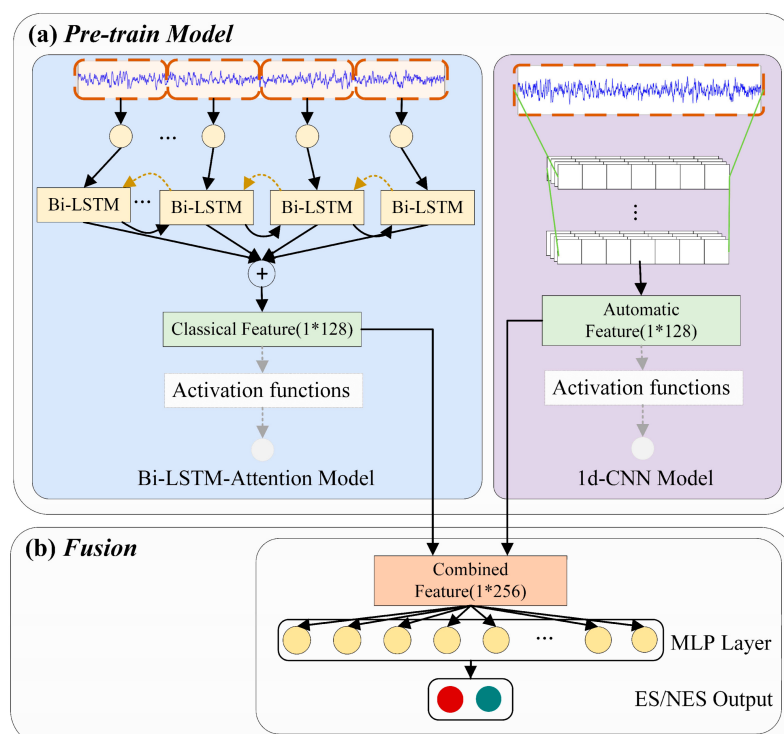 (a) Pre-train Model
...
Bi-LSTM
...
Bi-LSTM
Bi-LSTM
Bi-LSTM
+
Classical Feature(1*128)
Activation functions
Bi-LSTM-Attention Model
...
Automatic
Feature(1*128)
Activation functions
1d-CNN Model
(b) Fusion
Combined
Feature(1*256)
...
MLP Layer
ES/NES Output